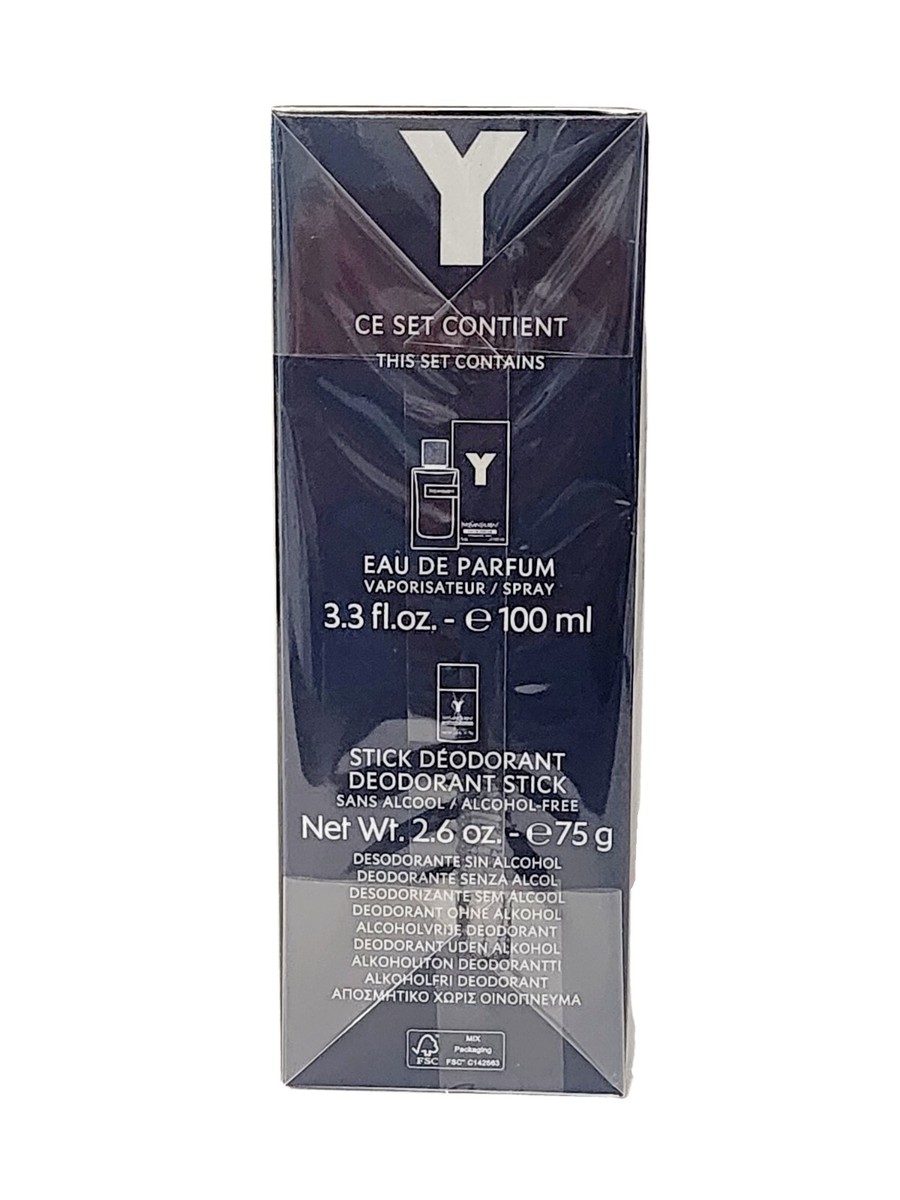 Y
CE SET CONTIENT
THIS SET CONTAINS
Y
EAU DE PARFUM
VAPORISATEUR / SPRAY
3.3 fl.oz. - ℮ 100 ml
Y
STICK DÉODORANT
DEODORANT STICK
SANS ALCOOL / ALCOHOL-FREE
Net Wt. 2.6 oz. - ℮ 75 g
DESODORANTE SIN ALCOHOL
DEODORANTE SENZA ALCOL
DESODORIZANTE SEM ÁLCOOL
DEODORANT OHNE ALKOHOL
ALCOHOLVRIJE DEODORANT
DEODORANT UDEN ALKOHOL
ALKOHOLITON DEODORANTTI
ALKOHOLFRI DEODORANT
ΑΠΟΣΜΗΤΙΚΟ ΧΩΡΙΣ ΟΙΝΟΠΝΕΥΜΑ
MIX
Packaging
FSC™ C142663
FSC